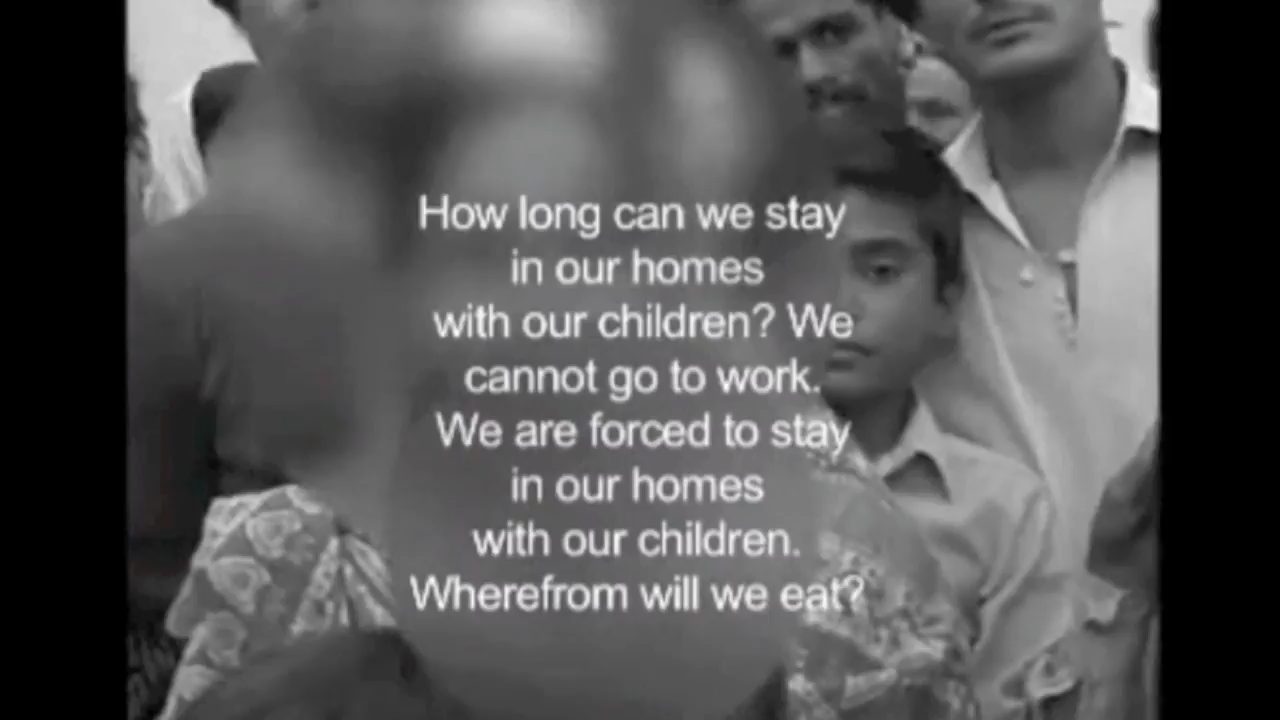 How long can we stay
in our homes
with our children? We
cannot go to work.
We are forced to stay
in our homes
with our children.
Wherefrom will we eat?